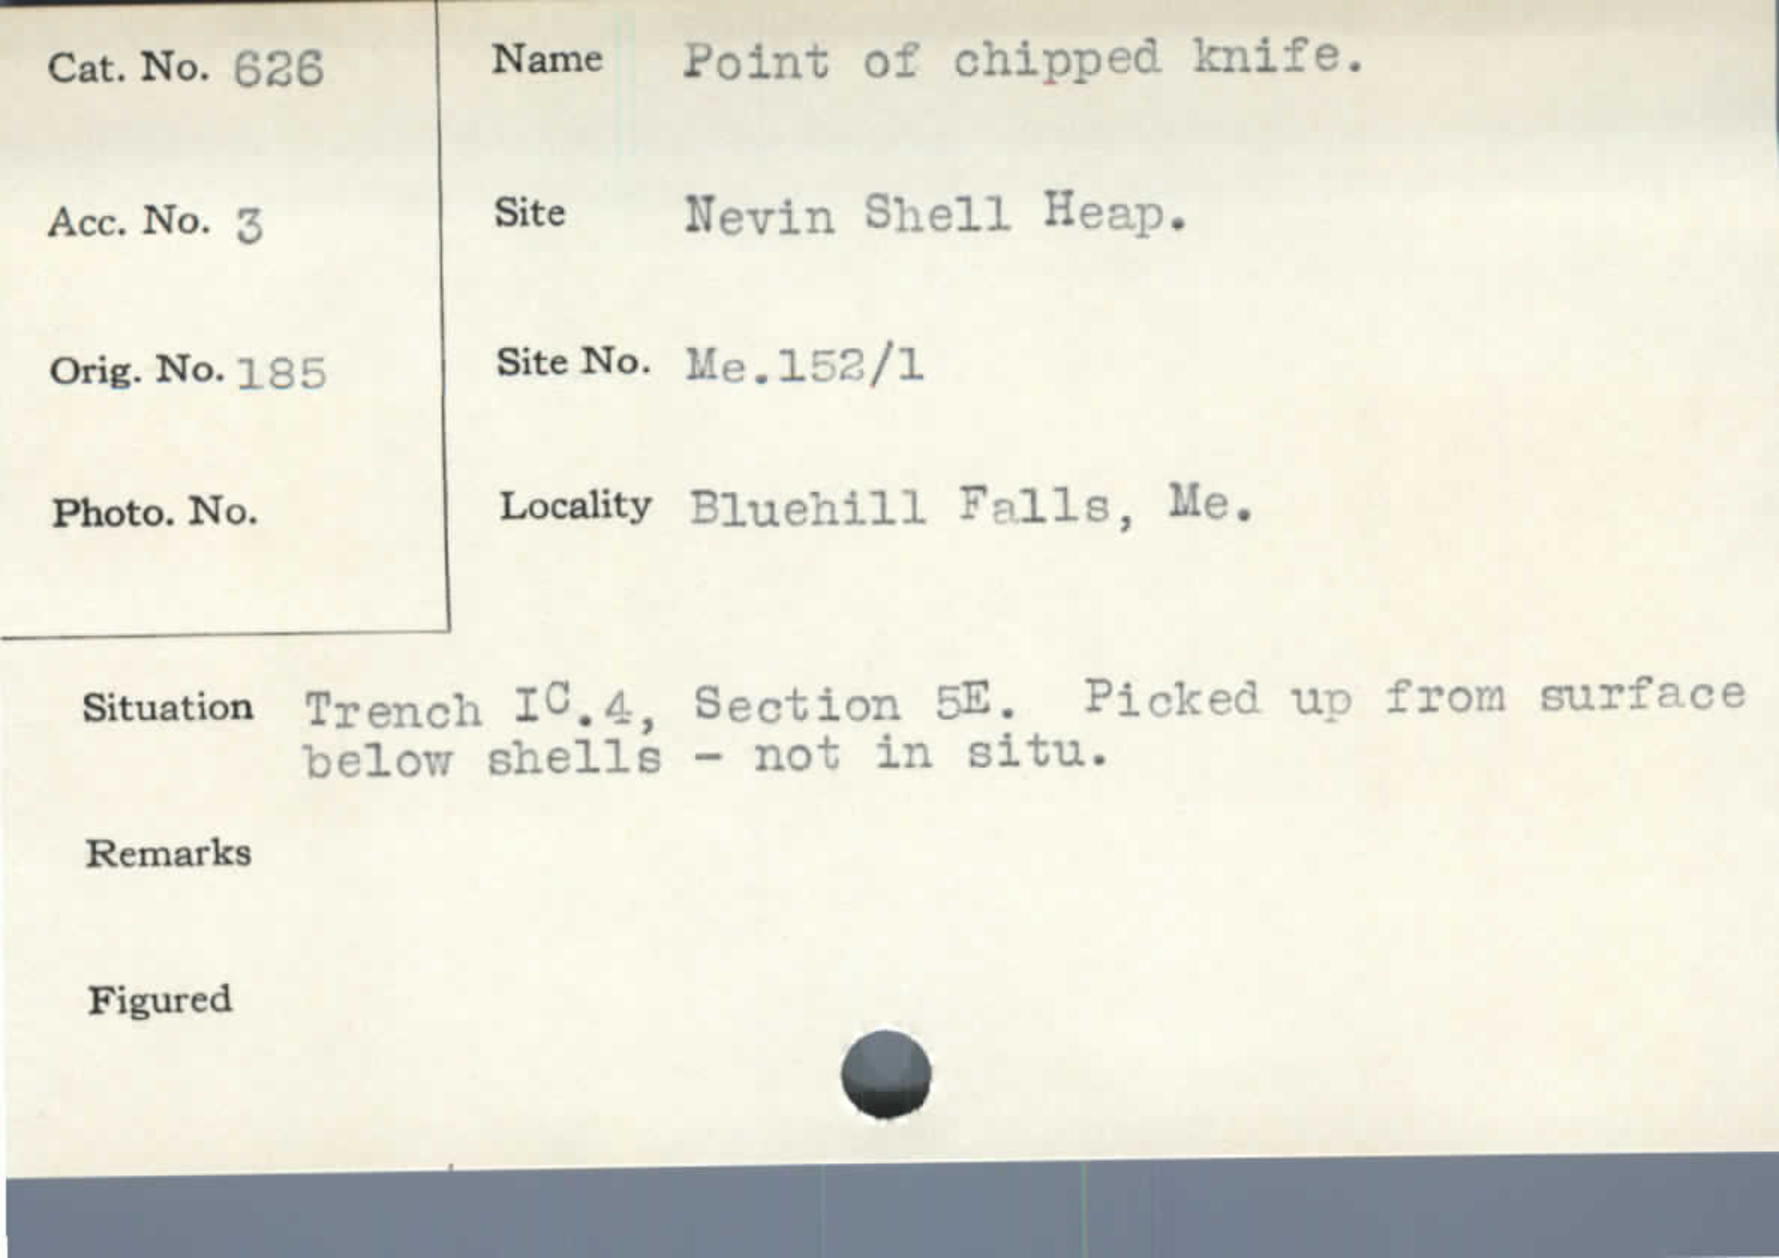 Cat. No. 626
Name Point of chipped knife.
Acc. No. 3
Site Nevin Shell Heap.
Orig. No. 185
Site No. Me.152/1
Photo. No.
Locality Bluehill Falls, Me.
Situation Trench IC.4, Section 5E. Picked up from surface
below shells - not in situ.
Remarks
Figured